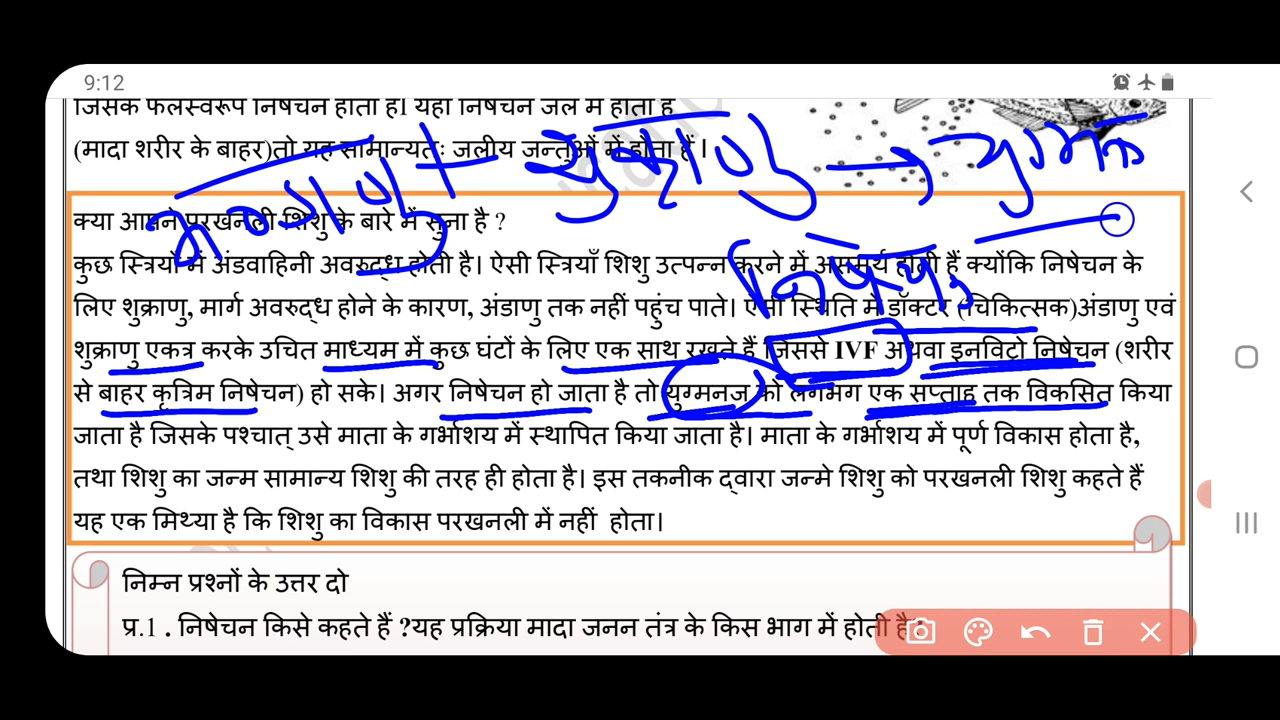 9:12
जिसके फलस्वरूप निषेचन होता है। यहां निषेचन जल में होता है
(मादा शरीर के बाहर)तो यह सामान्यतः जलीय जन्तुओं में होता हैं ।
अण्डाणु + शुक्राणु → युग्मक
क्या आपने परखनली शिशु के बारे में सुना है ?
कुछ स्त्रियों में अंडवाहिनी अवरुद्ध होती है। ऐसी स्त्रियाँ शिशु उत्पन्न करने में असमर्थ होती हैं क्योंकि निषेचन के
लिए शुक्राणु, मार्ग अवरुद्ध होने के कारण, अंडाणु तक नहीं पहुंच पाते। ऐसी स्थिति में डॉक्टर (चिकित्सक)अंडाणु एवं
शुक्राणु एकत्र करके उचित माध्यम में कुछ घंटों के लिए एक साथ रखते हैं जिससे IVF अथवा इनविट्रो निषेचन (शरीर
से बाहर कृत्रिम निषेचन) हो सके। अगर निषेचन हो जाता है तो युग्मनज को लगभग एक सप्ताह तक विकसित किया
जाता है जिसके पश्चात् उसे माता के गर्भाशय में स्थापित किया जाता है। माता के गर्भाशय में पूर्ण विकास होता है,
तथा शिशु का जन्म सामान्य शिशु की तरह ही होता है। इस तकनीक द्वारा जन्मे शिशु को परखनली शिशु कहते हैं
यह एक मिथ्या है कि शिशु का विकास परखनली में नहीं होता।
निम्न प्रश्नों के उत्तर दो
प्र.1 . निषेचन किसे कहते हैं ?यह प्रक्रिया मादा जनन तंत्र के किस भाग में होती है